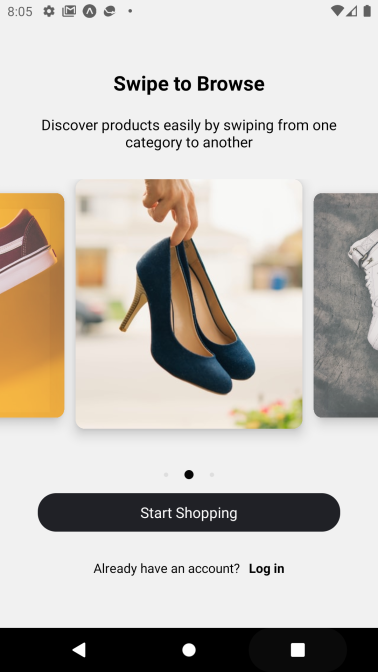 8:05
Swipe to Browse
Discover products easily by swiping from one
category to another
Start Shopping
Already have an account? Log in